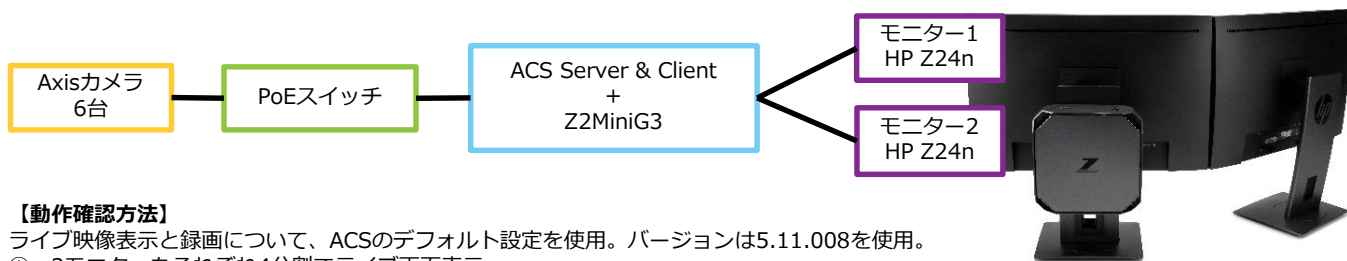 Axisカメラ
6台
PoEスイッチ
ACS Server & Client
+
Z2MiniG3
モニター1
HP Z24n
モニター2
HP Z24n
【動作確認方法】
ライブ映像表示と録画について、ACSのデフォルト設定を使用。バージョンは5.11.008を使用。